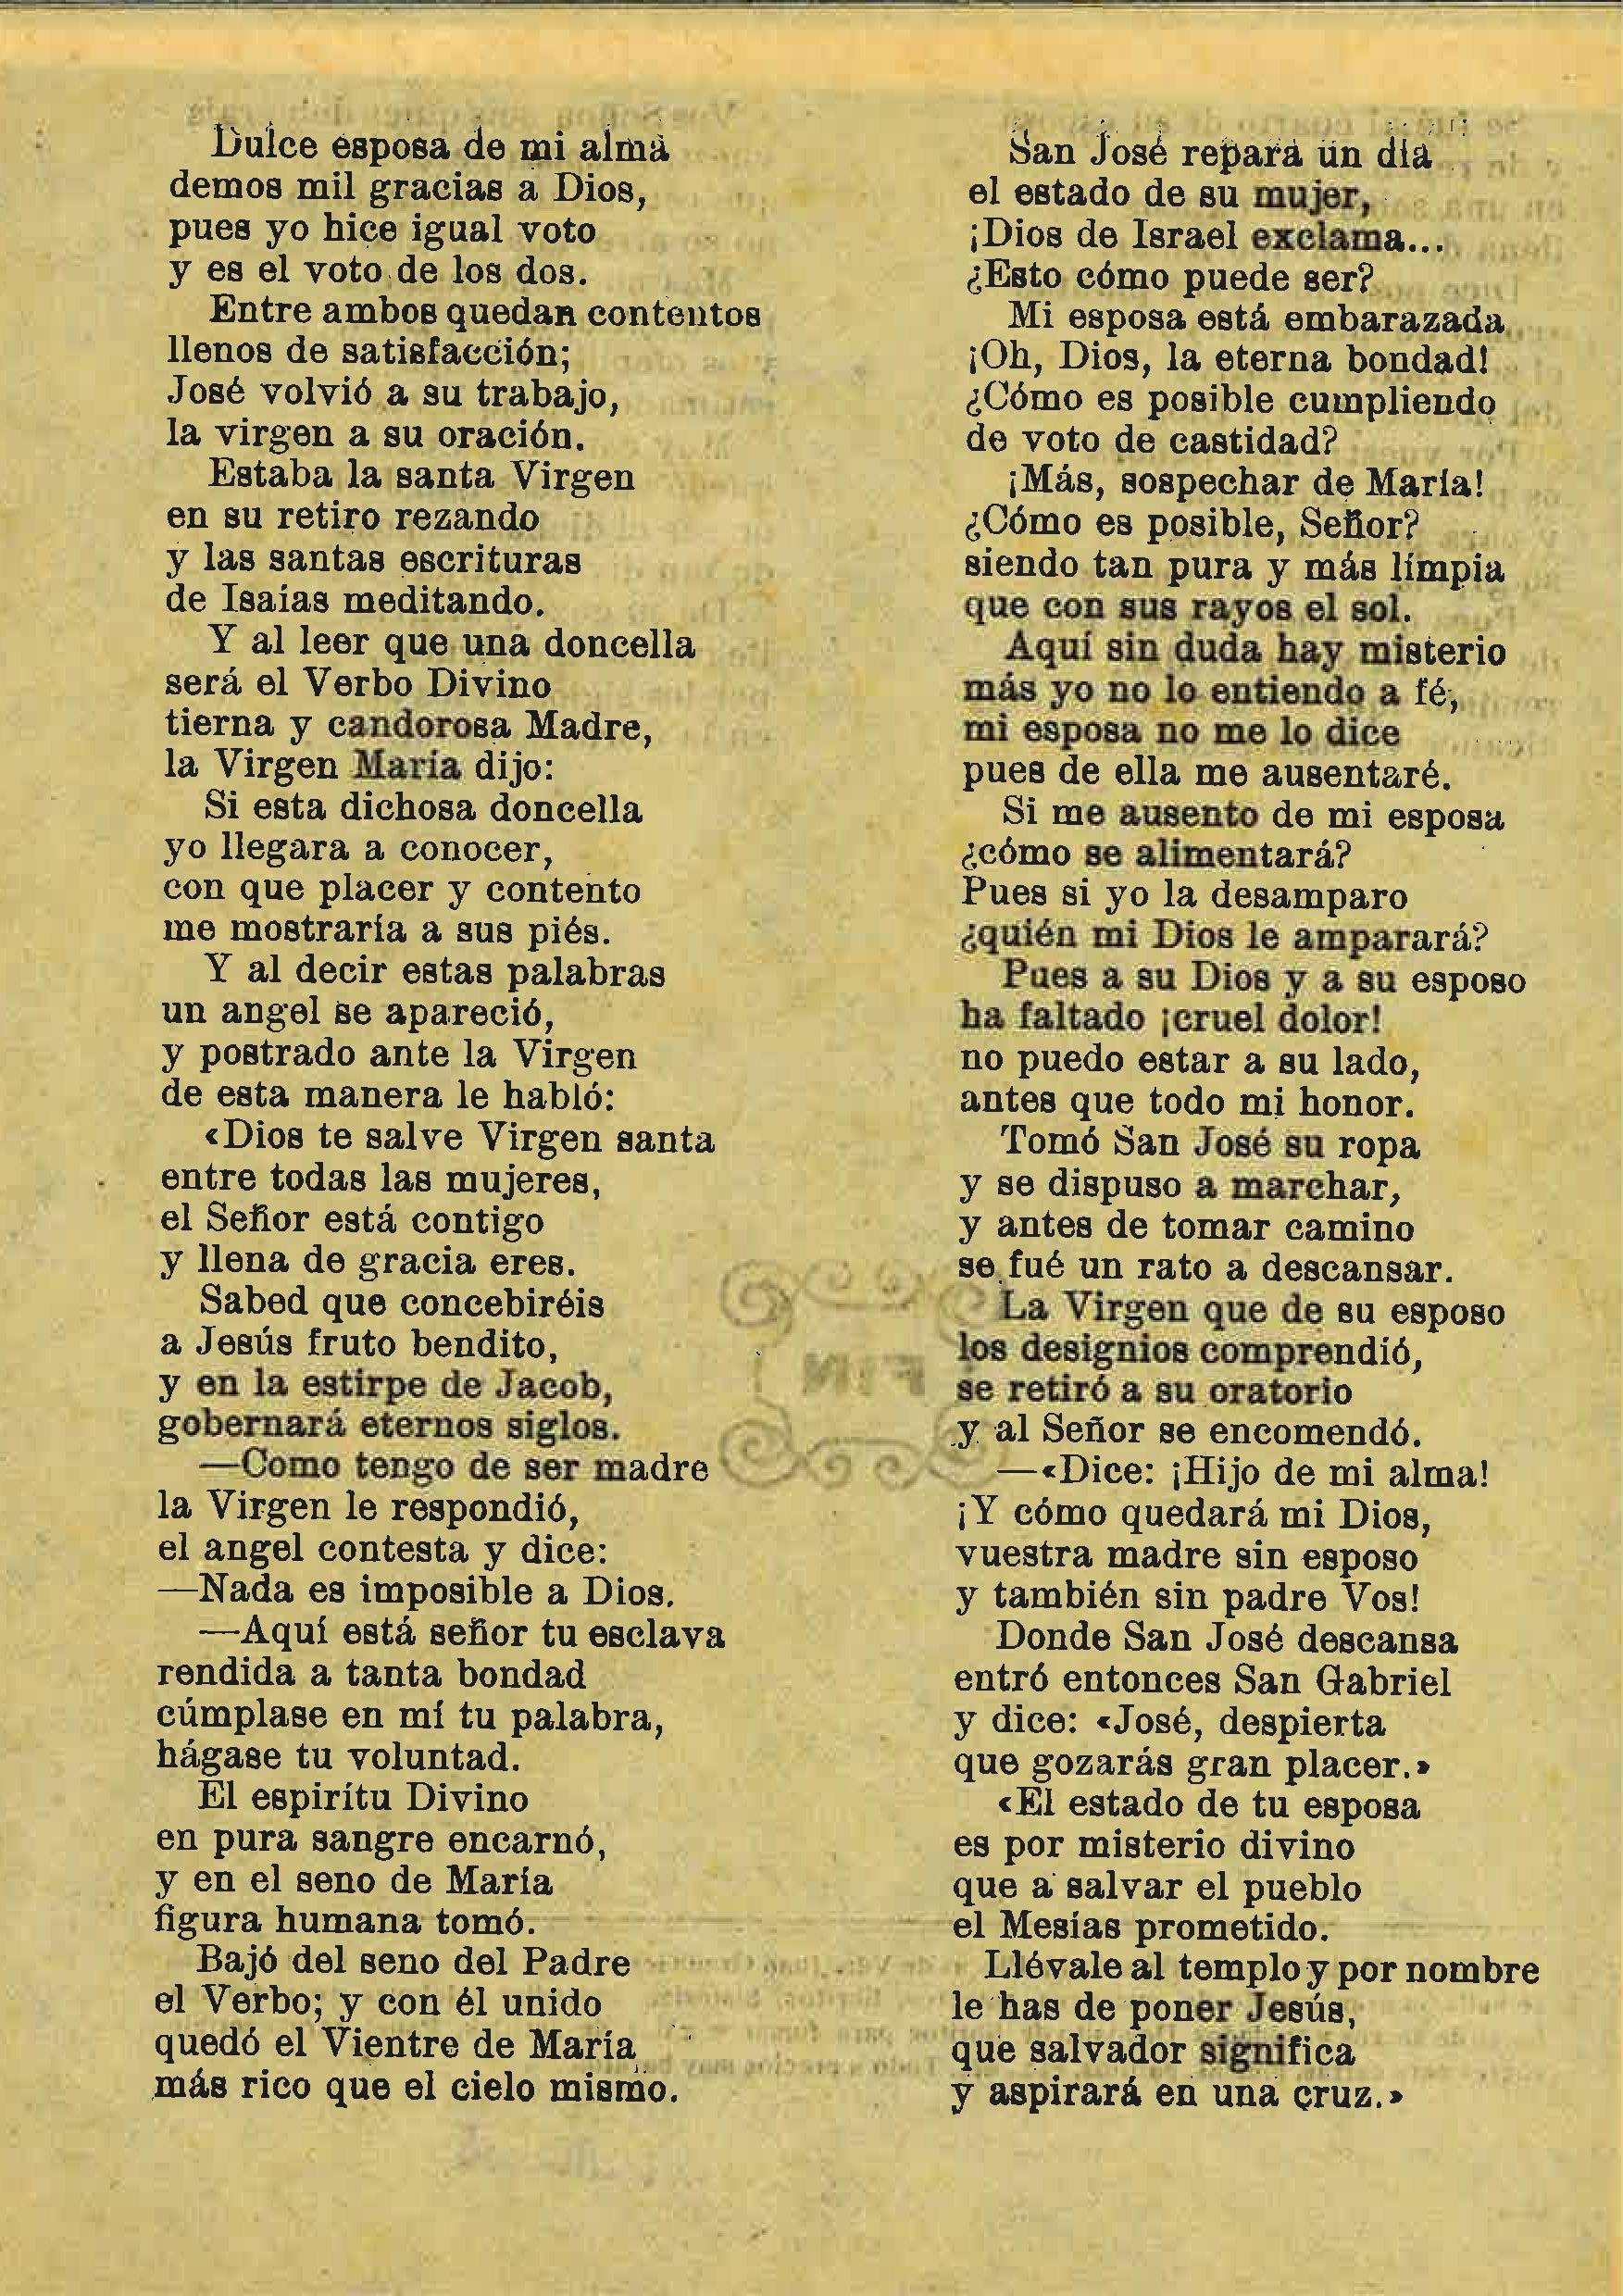 Dulce esposa de mi alma
demos mil gracias a Dios,
pues yo hice igual voto
y es el voto de los dos.
Entre ambos quedan contentos
llenos de satisfacción;
José volvió a su trabajo,
la virgen a su oración.
Estaba la santa Virgen
en su retiro rezando
y las santas escrituras
de Isaías meditando.
Y al leer que una doncella
será el Verbo Divino
tierna y candorosa Madre,
la Virgen María dijo:
Si esta dichosa doncella
yo llegara a conocer,
con que placer y contento
me mostraría a sus piés.
Y al decir estas palabras
un angel se apareció,
y postrado ante la Virgen
de esta manera le habló:
«Dios te salve Virgen santa
entre todas las mujeres,
el Señor está contigo
y llena de gracia eres.
Sabed que concebiréis
a Jesús fruto bendito,
y en la estirpe de Jacob,
gobernará eternos siglos.
—Como tengo de ser madre
la Virgen le respondió,
el angel contesta y dice:
—Nada es imposible a Dios.
—Aquí está señor tu esclava
rendida a tanta bondad
cúmplase en mí tu palabra,
hágase tu voluntad.
El espirítu Divino
en pura sangre encarnó,
y en el seno de María
figura humana tomó.
Bajó del seno del Padre
el Verbo; y con él unido
quedó el Vientre de María
más rico que el cielo mismo.
San José repara un día
el estado de su mujer,
¡Dios de Israel exclama...
¿Esto cómo puede ser?
Mi esposa está embarazada
¡Oh, Dios, la eterna bondad!
¿Cómo es posible cumpliendo
de voto de castidad?
¡Más, sospechar de María!
¿Cómo es posible, Señor?
siendo tan pura y más límpia
que con sus rayos el sol.
Aquí sin duda hay misterio
más yo no lo entiendo a fé,
mi esposa no me lo dice
pues de ella me ausentaré.
Si me ausento de mi esposa
¿cómo se alimentará?
Pues si yo la desamparo
¿quién mi Dios le amparará?
Pues a su Dios y a su esposo
ha faltado ¡cruel dolor!
no puedo estar a su lado,
antes que todo mi honor.
Tomó San José su ropa
y se dispuso a marchar,
y antes de tomar camino
se fué un rato a descansar.
La Virgen que de su esposo
los designios comprendió,
se retiró a su oratorio
y al Señor se encomendó.
—«Dice: ¡Hijo de mi alma!
¡Y cómo quedará mi Dios,
vuestra madre sin esposo
y también sin padre Vos!
Donde San José descansa
entró entonces San Gabriel
y dice: «José, despierta
que gozarás gran placer.»
«El estado de tu esposa
es por misterio divino
que a salvar el pueblo
el Mesías prometido.
Llévale al templo y por nombre
le has de poner Jesús,
que salvador significa
y aspirará en una cruz.»